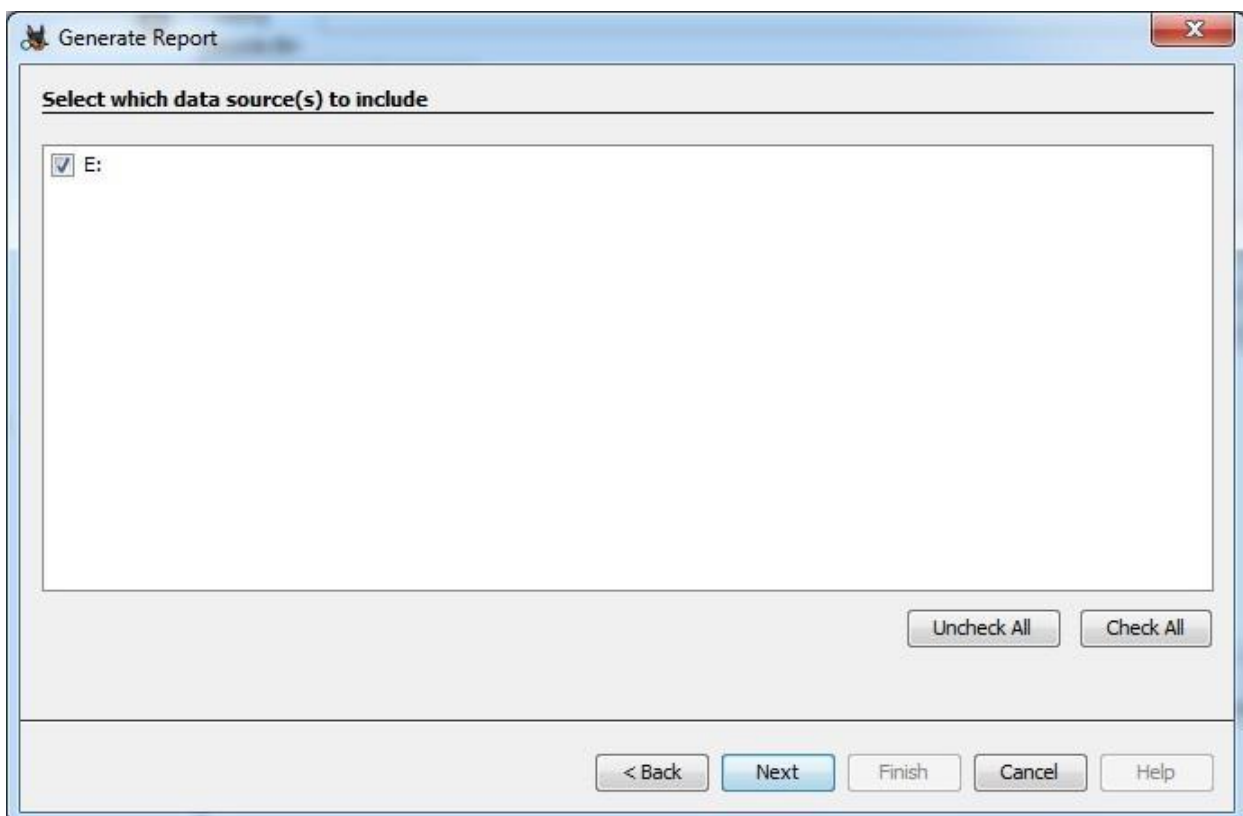 Generate Report
Select which data source(s) to include
E:
Uncheck All Check All
< Back Next Finish Cancel Help